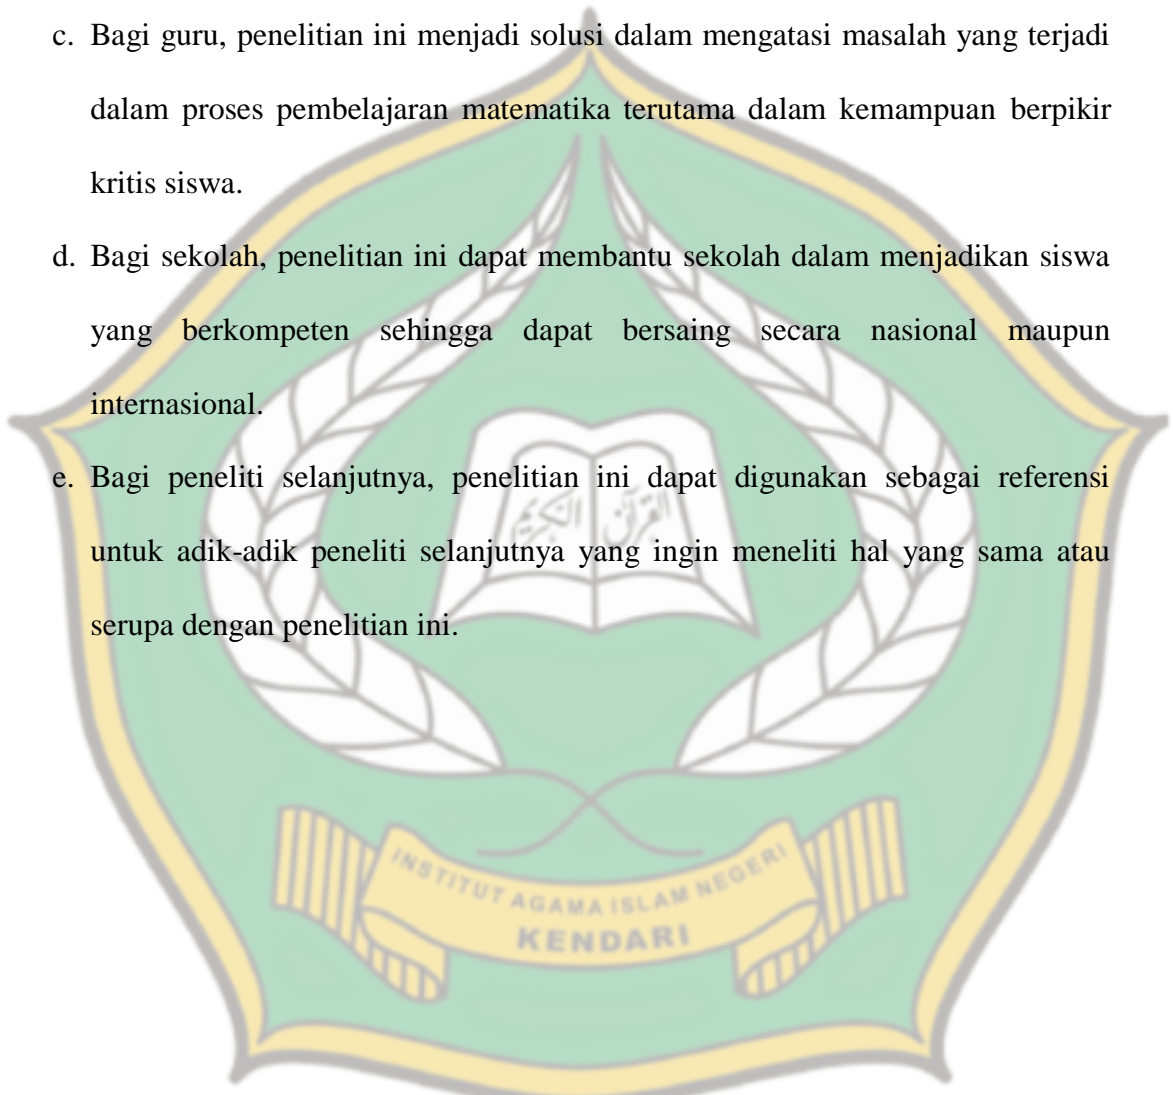 c. Bagi guru, penelitian ini menjadi solusi dalam mengatasi masalah yang terjadi
dalam proses pembelajaran matematika terutama dalam kemampuan berpikir
kritis siswa.
d. Bagi sekolah, penelitian ini dapat membantu sekolah dalam menjadikan siswa
yang berkompeten sehingga dapat bersaing secara nasional maupun
internasional.
e. Bagi peneliti selanjutnya, penelitian ini dapat digunakan sebagai referensi
القرآن الكريم
untuk adik-adik peneliti selanjutnya yang ingin meneliti hal yang sama atau
serupa dengan penelitian ini.
INSTITUT AGAMA ISLAM NEGERI
KENDARI